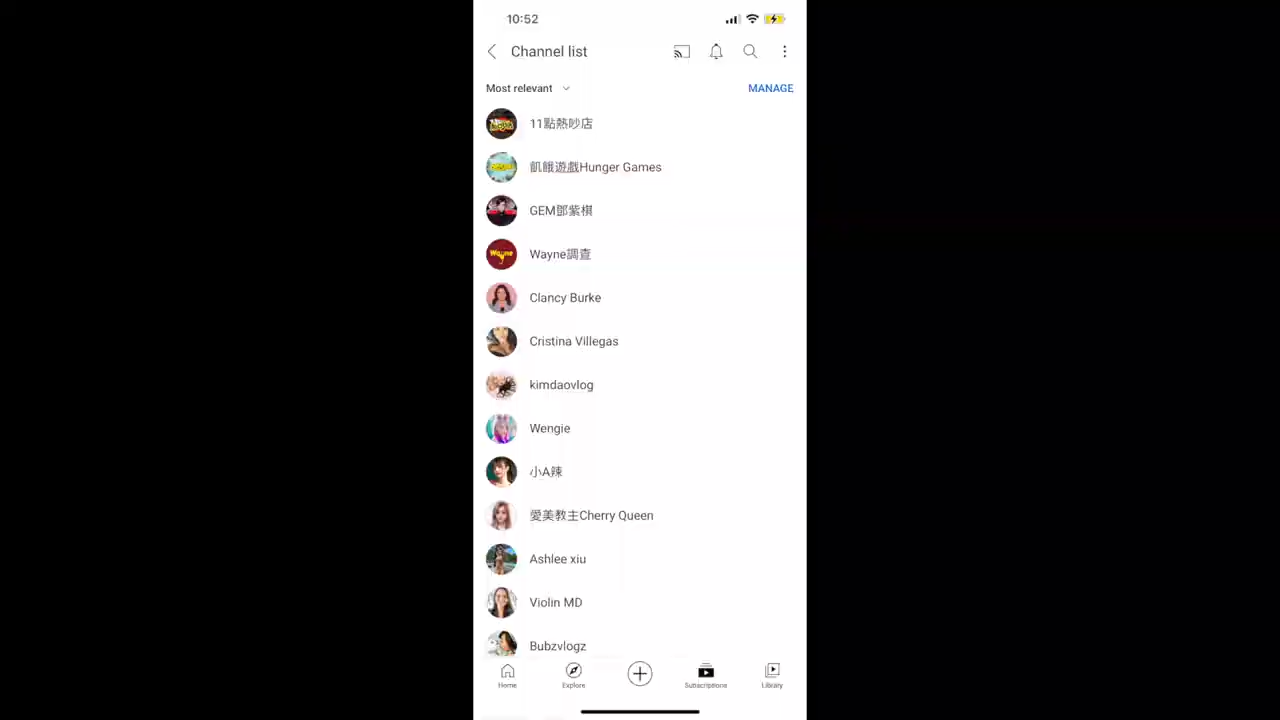 10:52
Channel list
Most relevant
MANAGE
11點熱吵店
飢餓遊戲Hunger Games
GEM鄧紫棋
Wayne調查
Wayne
Clancy Burke
Cristina Villegas
kimdaovlog
Wengie
小A辣
愛美教主Cherry Queen
Ashlee xiu
Violin MD
Bubzvlogz
Home
Explore
Subscriptions
Library